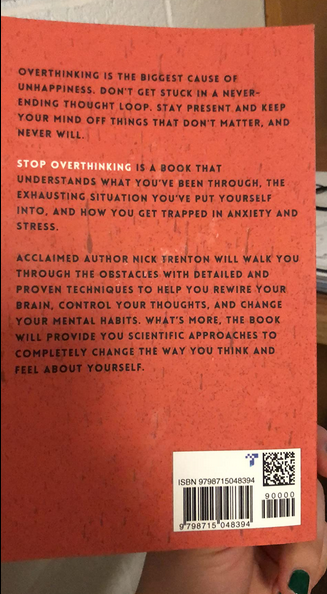 OVERTHINKING IS THE BIGGEST CAUSE OF
UNHAPPINESS. DON'T GET STUCK IN A NEVER-
ENDING THOUGHT LOOP. STAY PRESENT AND KEEP
YOUR MIND OFF THINGS THAT DON'T MATTER, AND
NEVER WILL.
STOP OVERTHINKING IS A BOOK THAT
UNDERSTANDS WHAT YOU'VE BEEN THROUGH, THE
EXHAUSTING SITUATION YOU'VE PUT YOURSELF
INTO, AND HOW YOU GET TRAPPED IN ANXIETY AND
STRESS.
ACCLAIMED AUTHOR NICK TRENTON WILL WALK YOU
THROUGH THE OBSTACLES WITH DETAILED AND
PROVEN TECHNIQUES TO HELP YOU REWIRE YOUR
BRAIN, CONTROL YOUR THOUGHTS, AND CHANGE
YOUR MENTAL HABITS. WHAT'S MORE, THE BOOK
WILL PROVIDE YOU SCIENTIFIC APPROACHES TO
COMPLETELY CHANGE THE WAY YOU THINK AND
FEEL ABOUT YOURSELF.
ISBN 9798715048394
90000
9 798715 048394